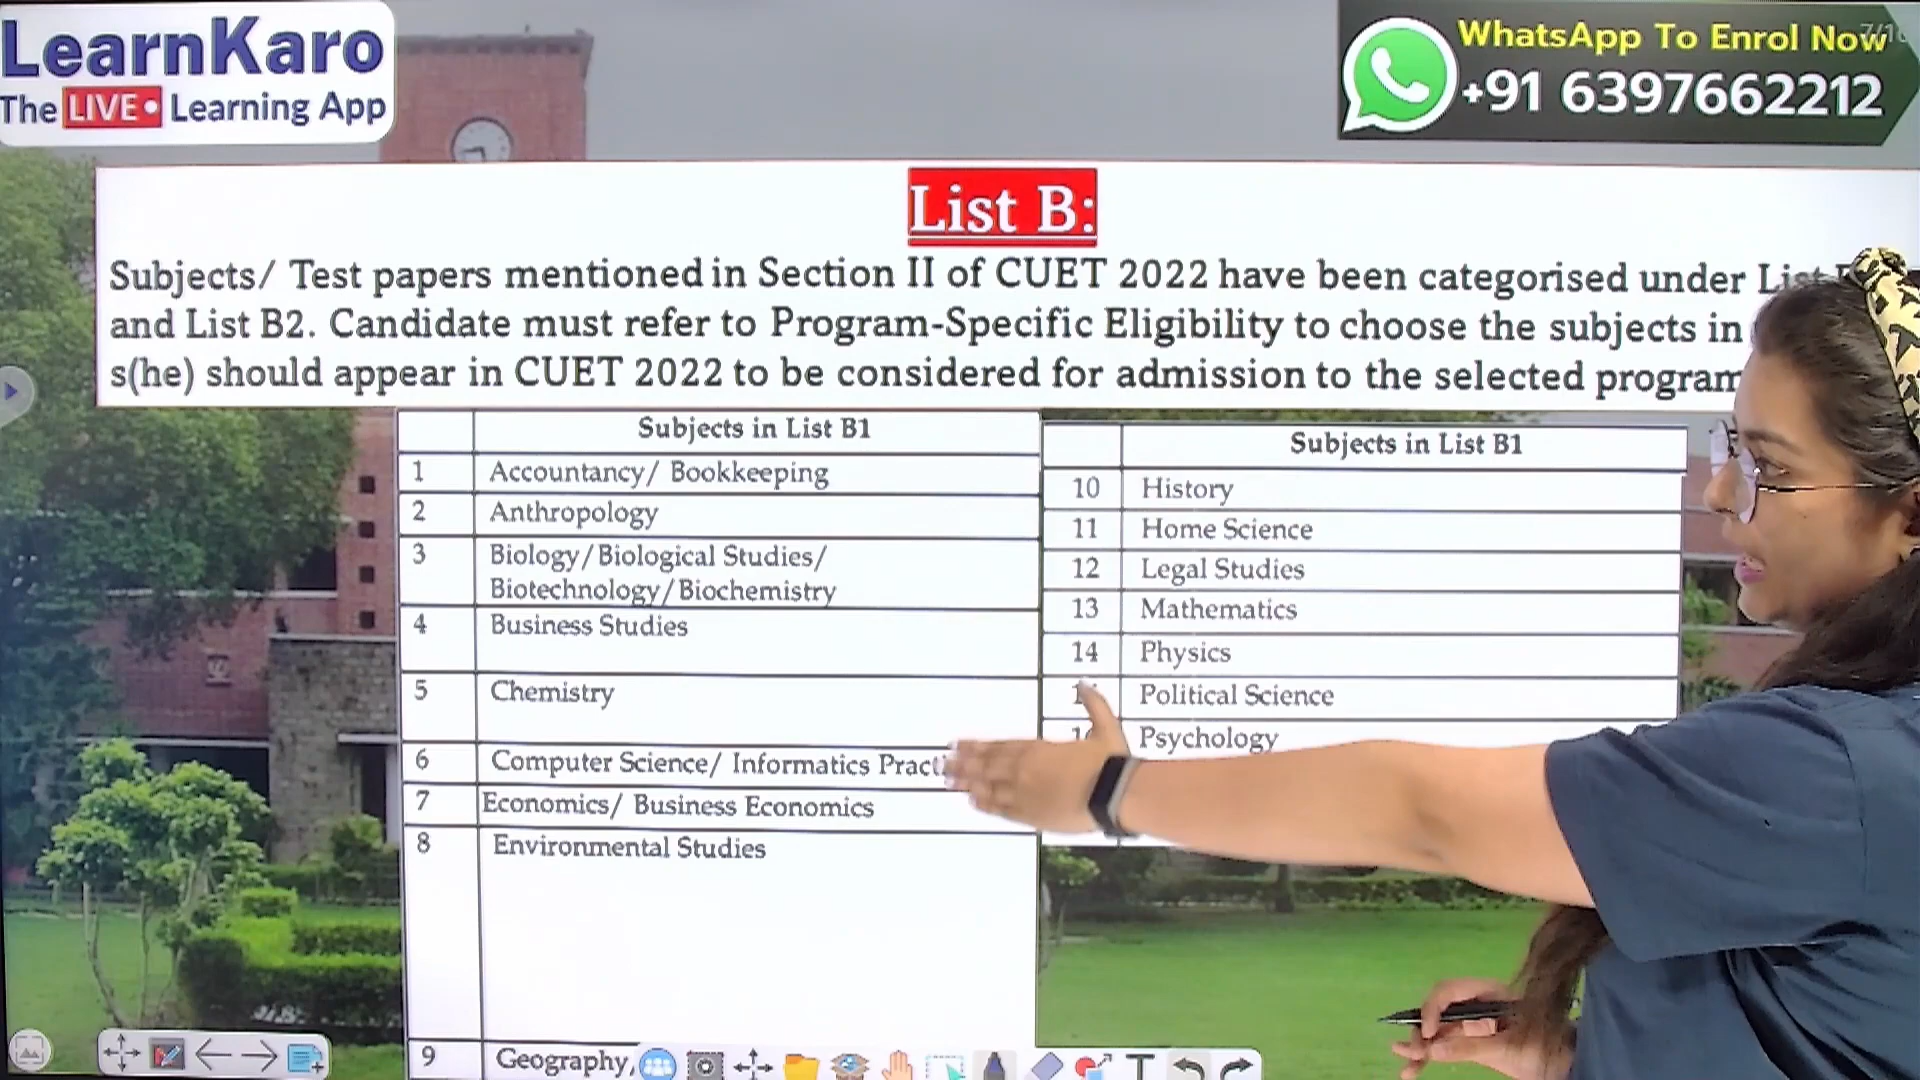 LearnKaro
The LIVE Learning App
WhatsApp To Enrol Now
+91 6397662212
List B:
Subjects/ Test papers mentioned in Section II of CUET 2022 have been categorised under List
and List B2. Candidate must refer to Program-Specific Eligibility to choose the subjects in
s(he) should appear in CUET 2022 to be considered for admission to the selected program
Subjects in List B1
1 Accountancy/ Bookkeeping
2 Anthropology
3 Biology/Biological Studies/
Biotechnology/Biochemistry
4 Business Studies
5 Chemistry
6 Computer Science/ Informatics
7 Economics/ Business Economics
8 Environmental Studies
9 Geography
Subjects in List B1
10 History
11 Home Science
12 Legal Studies
13 Mathematics
14 Physics
Political Science
Psychology